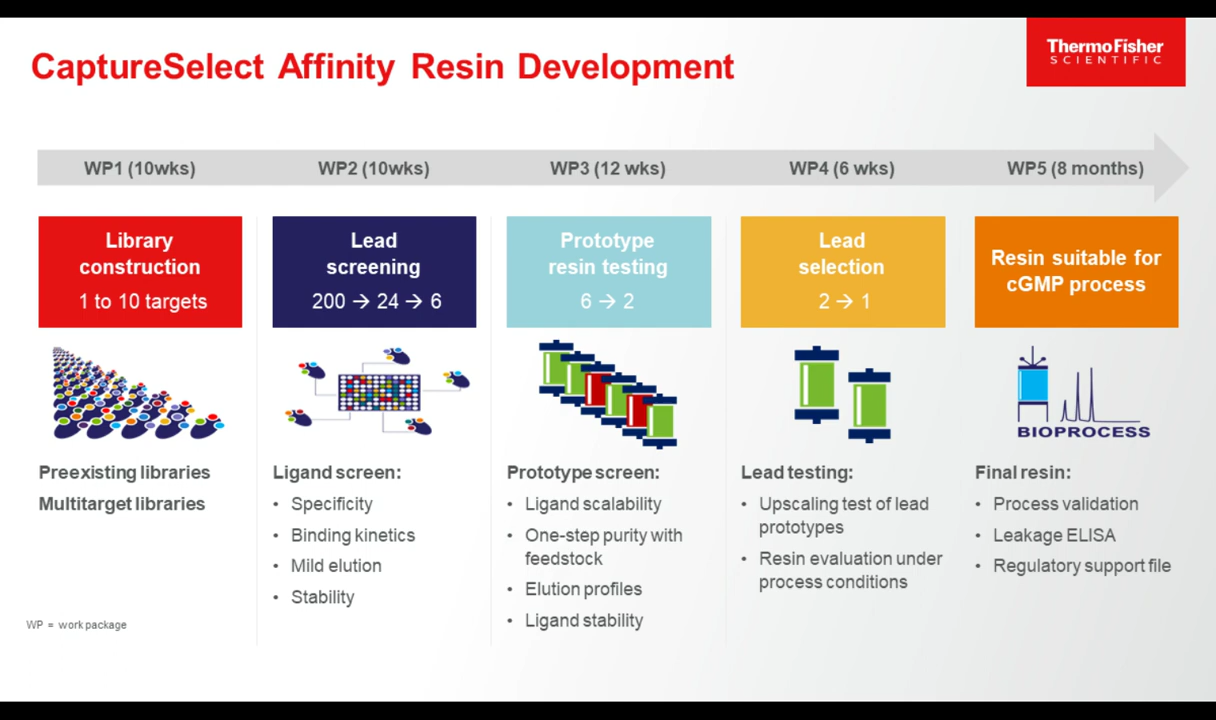 CaptureSelect Affinity Resin Development
ThermoFisher
SCIENTIFIC
WP1 (10wks)
WP2 (10wks)
WP3 (12 wks)
WP4 (6 wks)
WP5 (8 months)
Library
construction
1 to 10 targets
Lead
screening
200 → 24 → 6
Prototype
resin testing
6 → 2
Lead
selection
2 → 1
Resin suitable for
cGMP process
BIOPROCESS
Preexisting libraries
Multitarget libraries
Ligand screen:
• Specificity
• Binding kinetics
• Mild elution
• Stability
Prototype screen:
• Ligand scalability
• One-step purity with
feedstock
• Elution profiles
• Ligand stability
Lead testing:
• Upscaling test of lead
prototypes
• Resin evaluation under
process conditions
Final resin:
• Process validation
• Leakage ELISA
• Regulatory support file
WP = work package